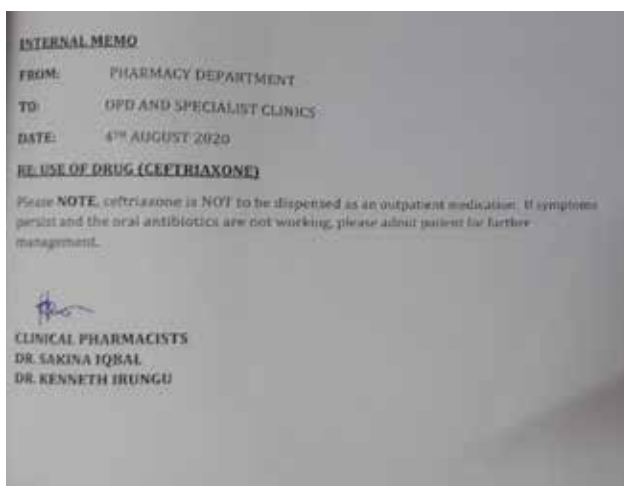 INTERNAL MEMO
FROM: PHARMACY DEPARTMENT
TO: OPD AND SPECIALIST CLINICS
DATE: 4TH AUGUST 2020
RE: USE OF DRUG (CEFTRIAXONE)
Please NOTE, ceftriaxone is NOT to be dispensed as an outpatient medication. If symptoms
persist and the oral antibiotics are not working, please admit patient for further
management.
CLINICAL PHARMACISTS
DR. SAKINA IQBAL
DR. KENNETH IRUNGU